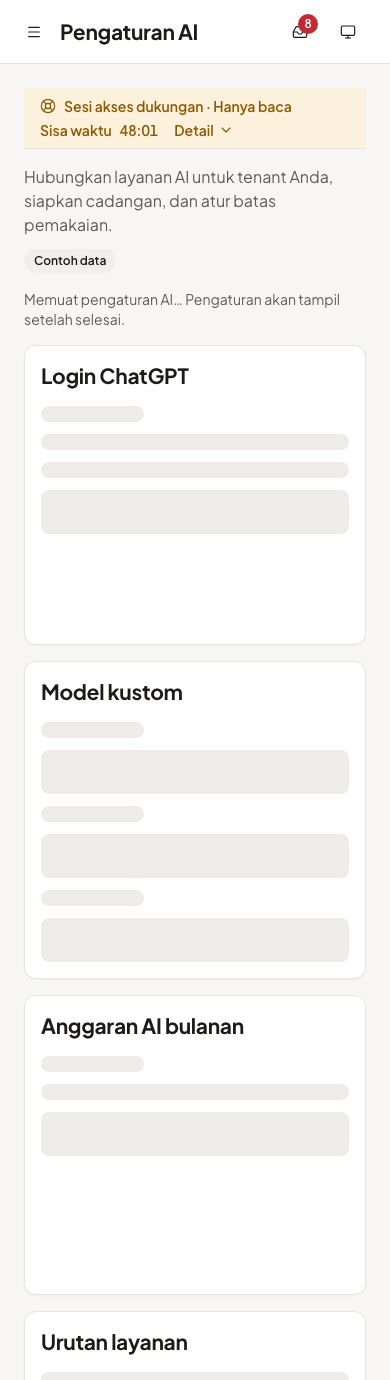 Pengaturan AI
8
Sesi akses dukungan · Hanya baca
Sisa waktu 48:01 Detail
Hubungkan layanan AI untuk tenant Anda,
siapkan cadangan, dan atur batas
pemakaian.
Contoh data
Memuat pengaturan AI… Pengaturan akan tampil
setelah selesai.
Login ChatGPT
Model kustom
Anggaran AI bulanan
Urutan layanan